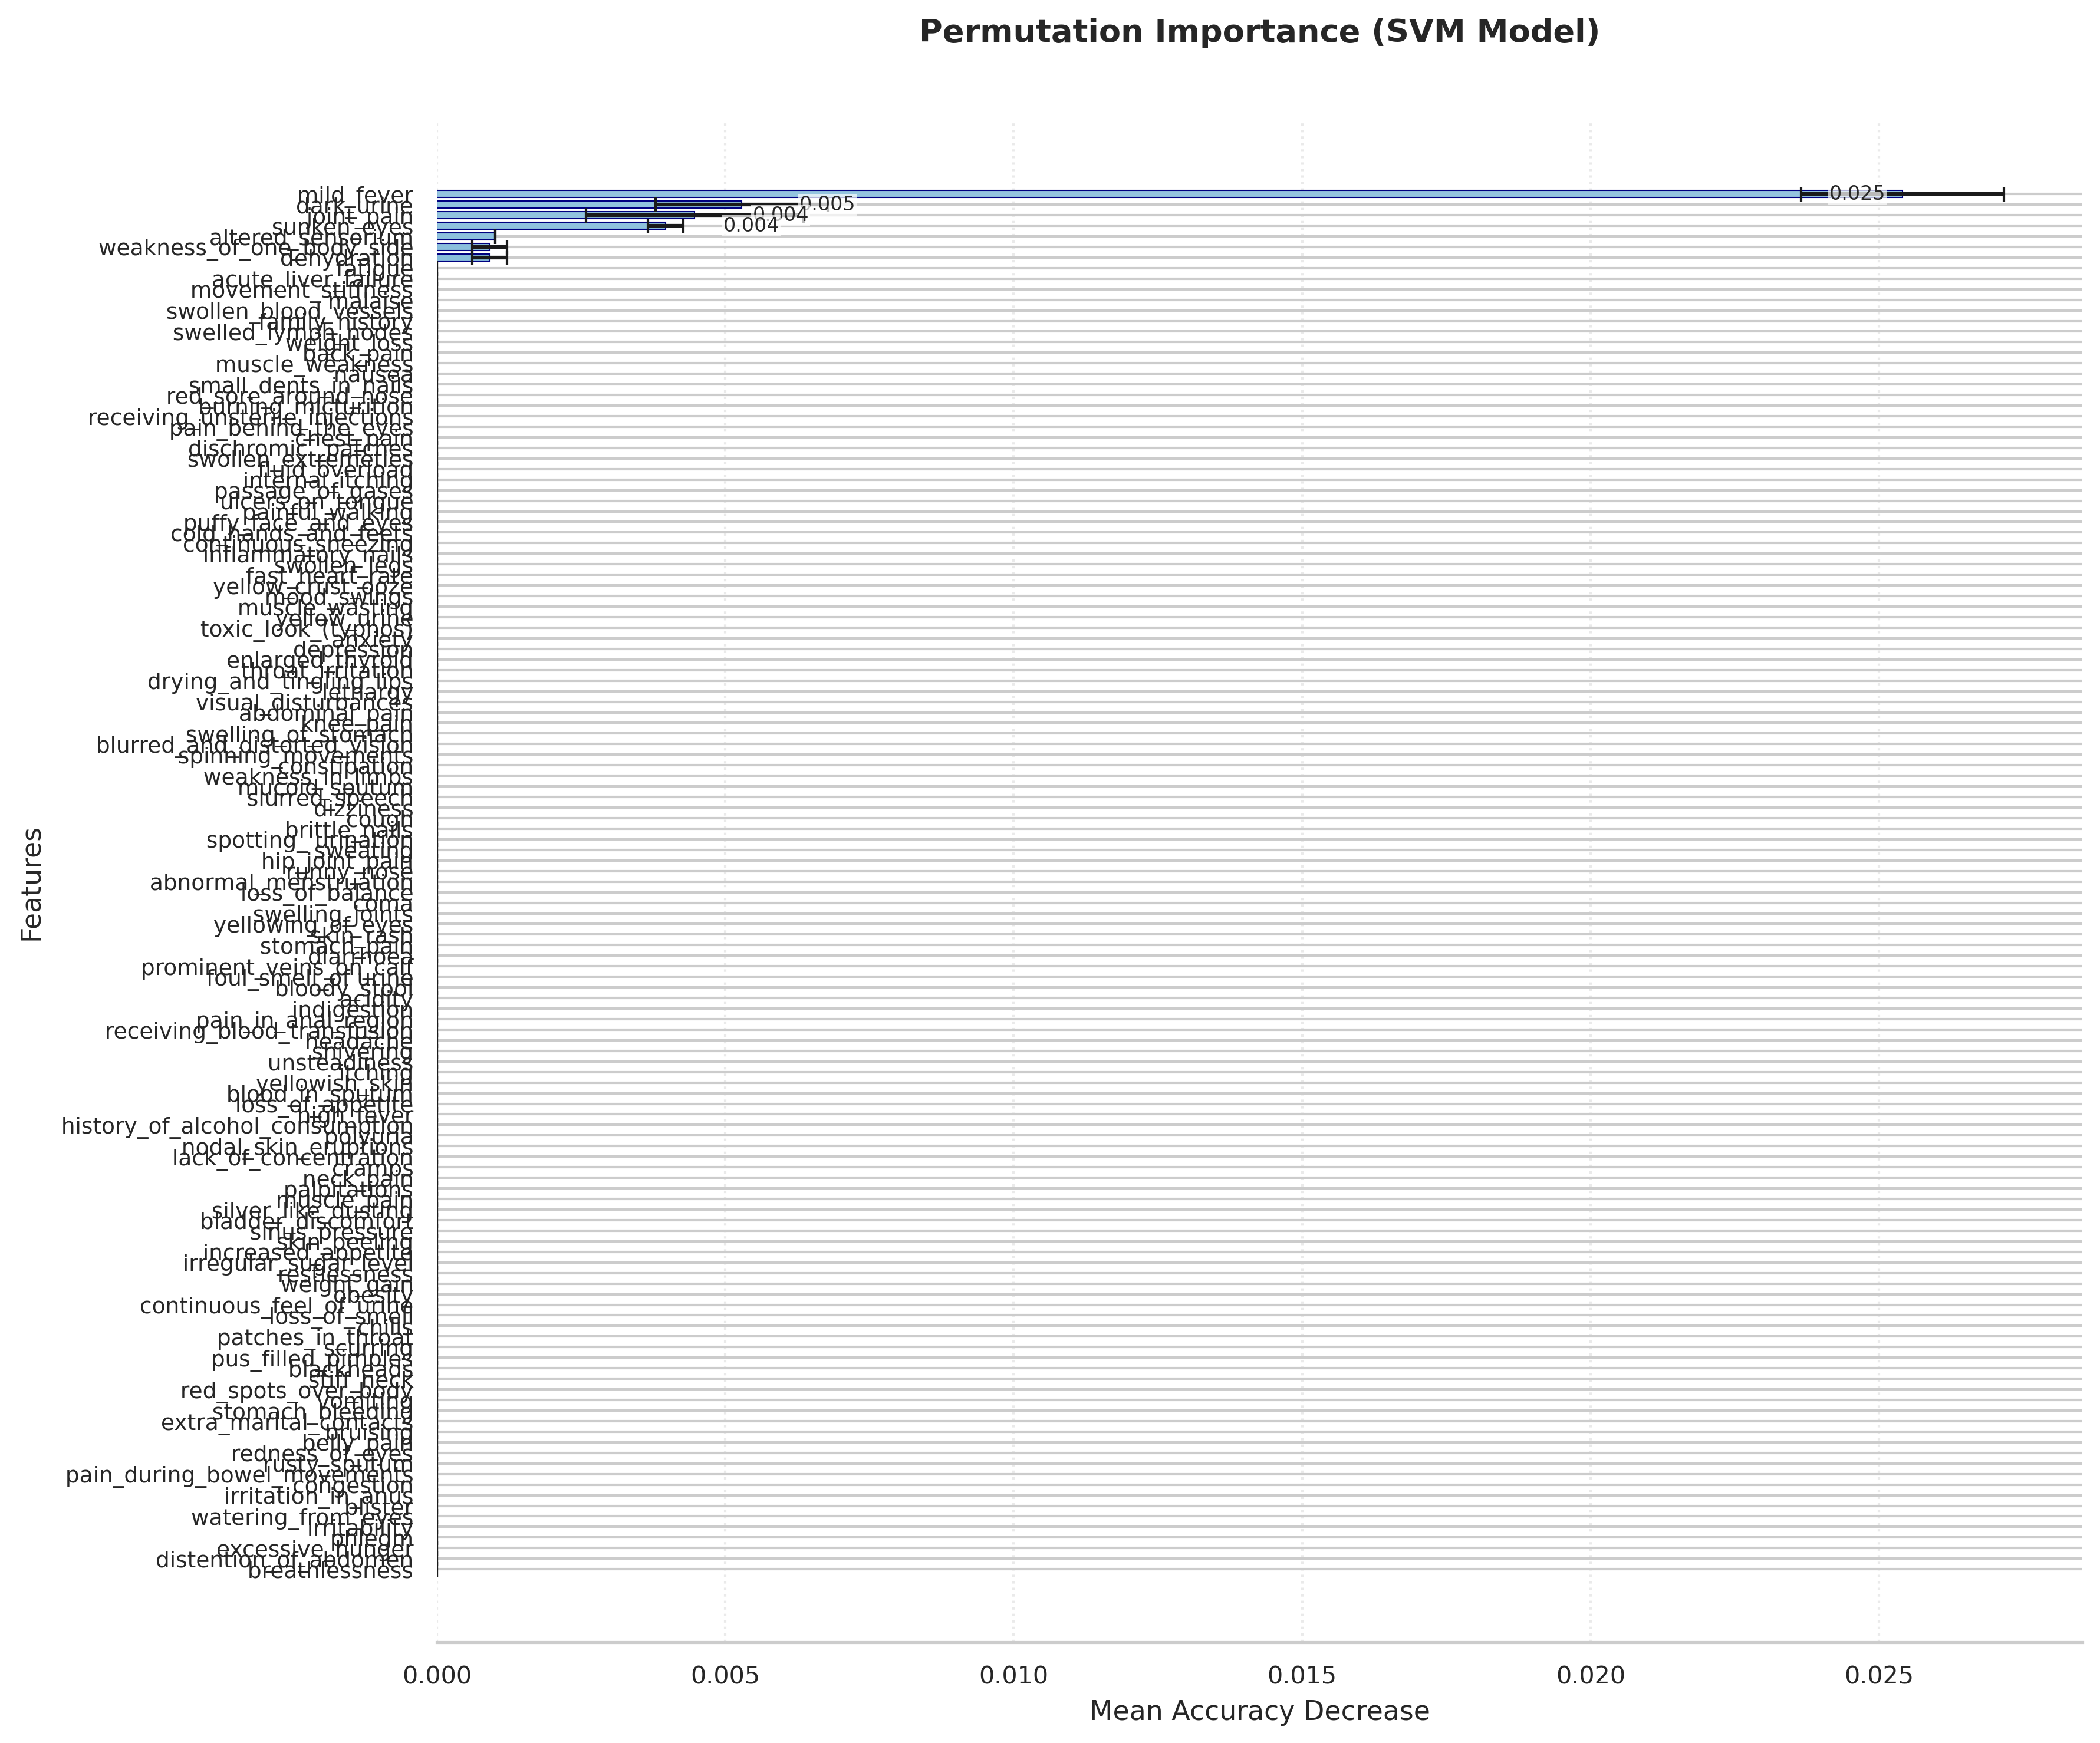 Permutation Importance (SVM Model)
mild_fever
dark_urine
joint_pain
sunken_eyes
altered_sensorium
weakness_of_one_body_side
dehydration
fatigue
acute_liver_failure
movement_stiffness
malaise
swollen_blood_vessels
family_history
swelled_lymph_nodes
weight_loss
back_pain
muscle_weakness
nausea
small_dents_in_nails
red_sore_around_nose
burning_micturition
receiving_unsterile_injections
pain_behind_the_eyes
chest_pain
dischromic _patches
swollen_extremeties
fluid_overload
internal_itching
passage_of_gases
ulcers_on_tongue
painful_walking
puffy_face_and_eyes
cold_hands_and_feets
continuous_sneezing
inflammatory_nails
swollen_legs
fast_heart_rate
yellow_crust_ooze
mood_swings
muscle_wasting
yellow_urine
toxic_look_(typhos)
anxiety
depression
enlarged_thyroid
throat_irritation
drying_and_tingling_lips
lethargy
visual_disturbances
abdominal_pain
knee_pain
swelling_of_stomach
blurred_and_distorted_vision
spinning_movements
constipation
weakness_in_limbs
mucoid_sputum
slurred_speech
dizziness
cough
brittle_nails
spotting_ urination
sweating
hip_joint_pain
runny_nose
abnormal_menstruation
loss_of_balance
coma
swelling_joints
yellowing_of_eyes
skin_rash
stomach_pain
diarrhoea
prominent_veins_on_calf
foul_smell_of urine
bloody_stool
acidity
indigestion
pain_in_anal_region
receiving_blood_transfusion
headache
shivering
unsteadiness
itching
yellowish_skin
blood_in_sputum
loss_of_appetite
high_fever
history_of_alcohol_consumption
polyuria
nodal_skin_eruptions
lack_of_concentration
cramps
neck_pain
palpitations
muscle_pain
silver_like_dusting
bladder_discomfort
sinus_pressure
skin_peeling
increased_appetite
irregular_sugar_level
restlessness
weight_gain
obesity
continuous_feel_of_urine
loss_of_smell
chills
patches_in_throat
scurring
pus_filled_pimples
blackheads
stiff_neck
red_spots_over_body
vomiting
stomach_bleeding
extra_marital_contacts
bruising
belly_pain
redness_of_eyes
rusty_sputum
pain_during_bowel_movements
congestion
irritation_in_anus
blister
watering_from_eyes
irritability
phlegm
excessive_hunger
distention_of_abdomen
breathlessness
Features
0.025
0.005
0.004
0.004
0.000 0.005 0.010 0.015 0.020 0.025
Mean Accuracy Decrease